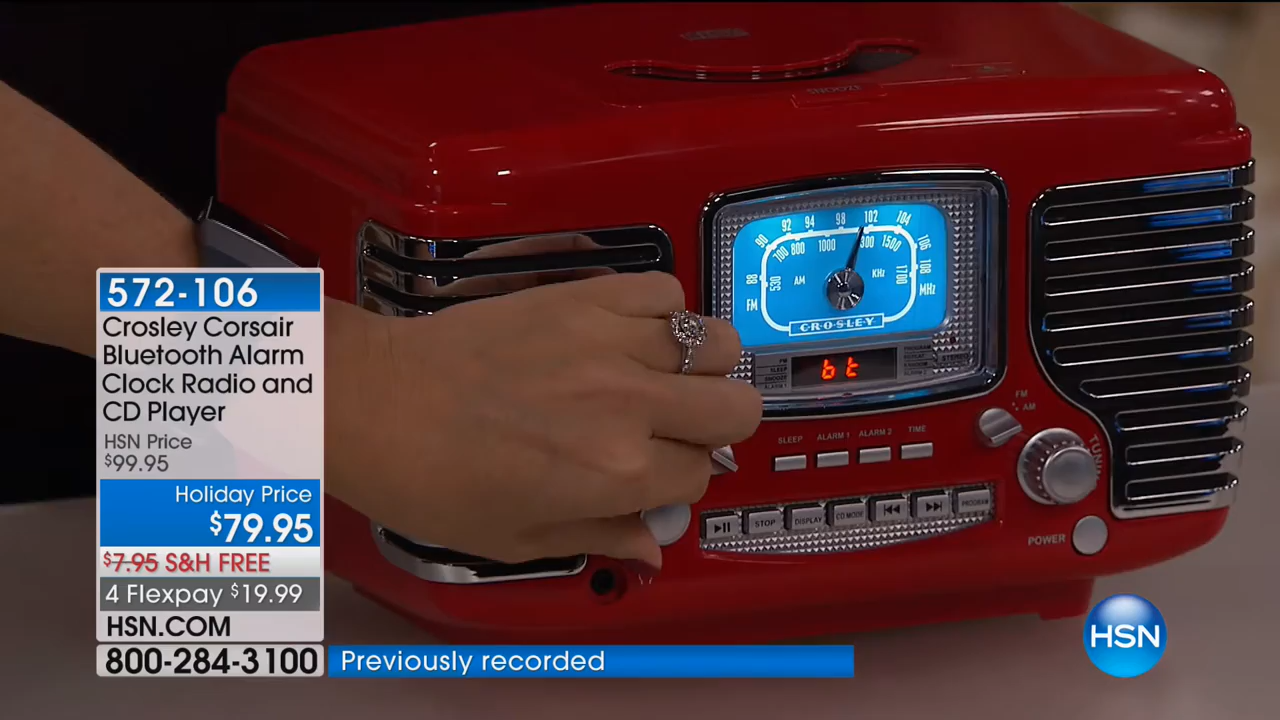 572-106
Crosley Corsair
Bluetooth Alarm
Clock Radio and
CD Player
HSN Price
$99.95
Holiday Price
$79.95
$7.95 S&H FREE
4 Flexpay $19.99
HSN.COM
800-284-3100
Previously recorded
HSN
SNOOZE
88 90 92 94 98 102 104 106 108
FM MHz
530 700 800 1000 1500 1700
AM KHz
CROSLEY
bt
STEREO
FM
AM
SLEEP ALARM 1 ALARM 2 TIME
STOP DISPLAY CD MODE PROGRAM
POWER